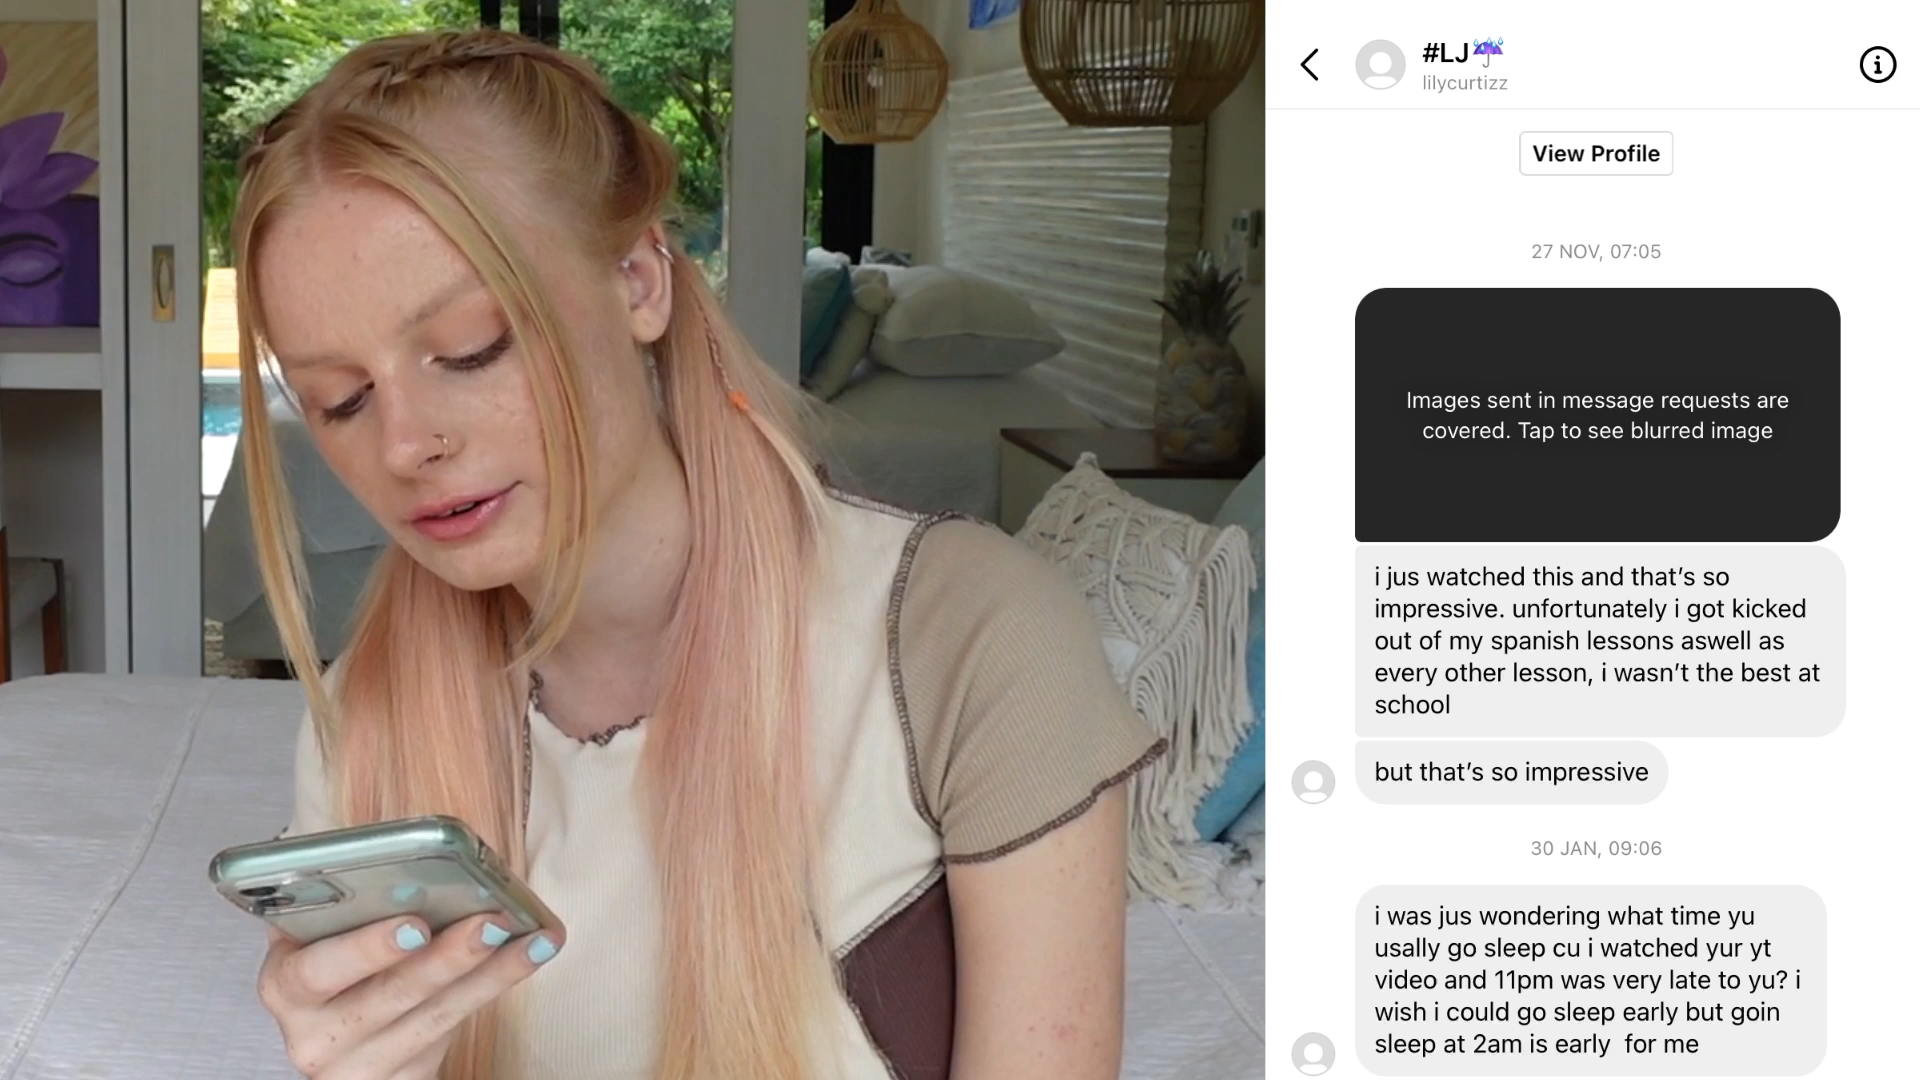 #LJ☔
lilycurtizz
View Profile
27 NOV, 07:05
Images sent in message requests are
covered. Tap to see blurred image
i jus watched this and that’s so
impressive. unfortunately i got kicked
out of my spanish lessons aswell as
every other lesson, i wasn’t the best at
school
but that’s so impressive
30 JAN, 09:06
i was jus wondering what time yu
usally go sleep cu i watched yur yt
video and 11pm was very late to yu? i
wish i could go sleep early but goin
sleep at 2am is early  for me